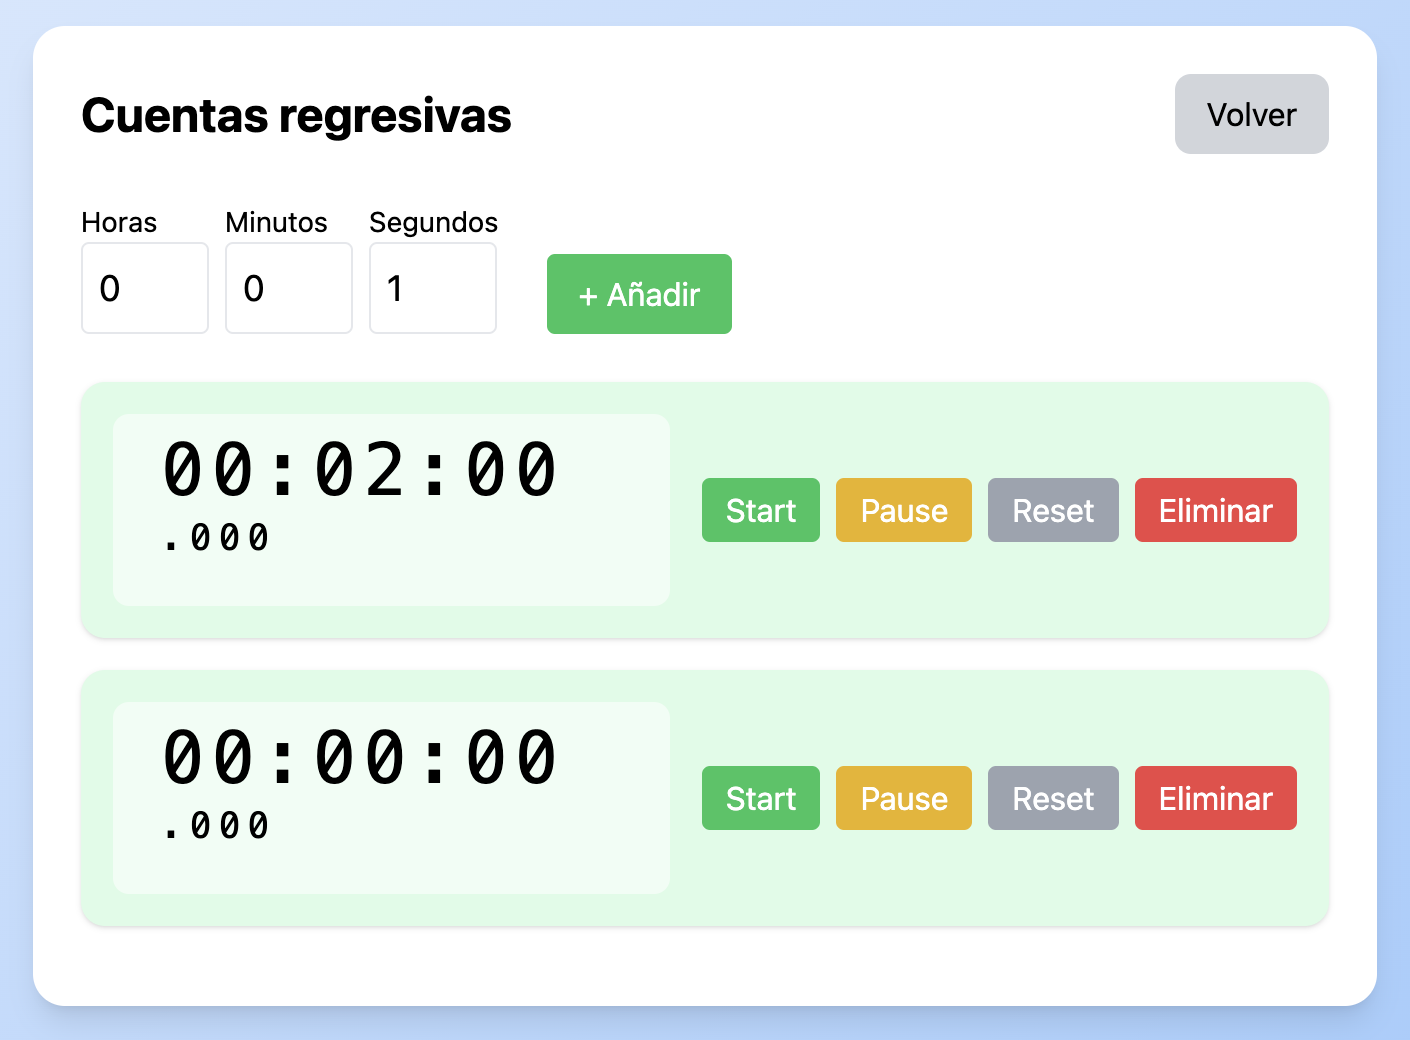 Cuentas regresivas
Volver
Horas Minutos Segundos
0 0 1
+ Añadir
00:02:00
.000
Start Pause Reset Eliminar
00:00:00
.000
Start Pause Reset Eliminar